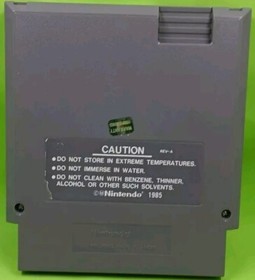 CAUTION REV-A
●DO NOT STORE IN EXTREME TEMPERATURES.
●DO NOT IMMERSE IN WATER.
●DO NOT CLEAN WITH BENZENE, THINNER,
ALCOHOL OR OTHER SUCH SOLVENTS.
©Nintendo® 1985